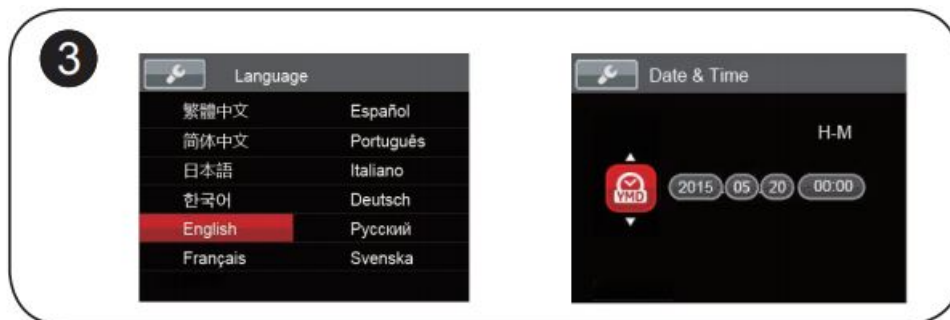 3
Language
繁體中文 Español
简体中文 Português
日本語 Italiano
한국어 Deutsch
English Русский
Français Svenska
Date & Time
H-M
YMD 2015 05 20 00:00